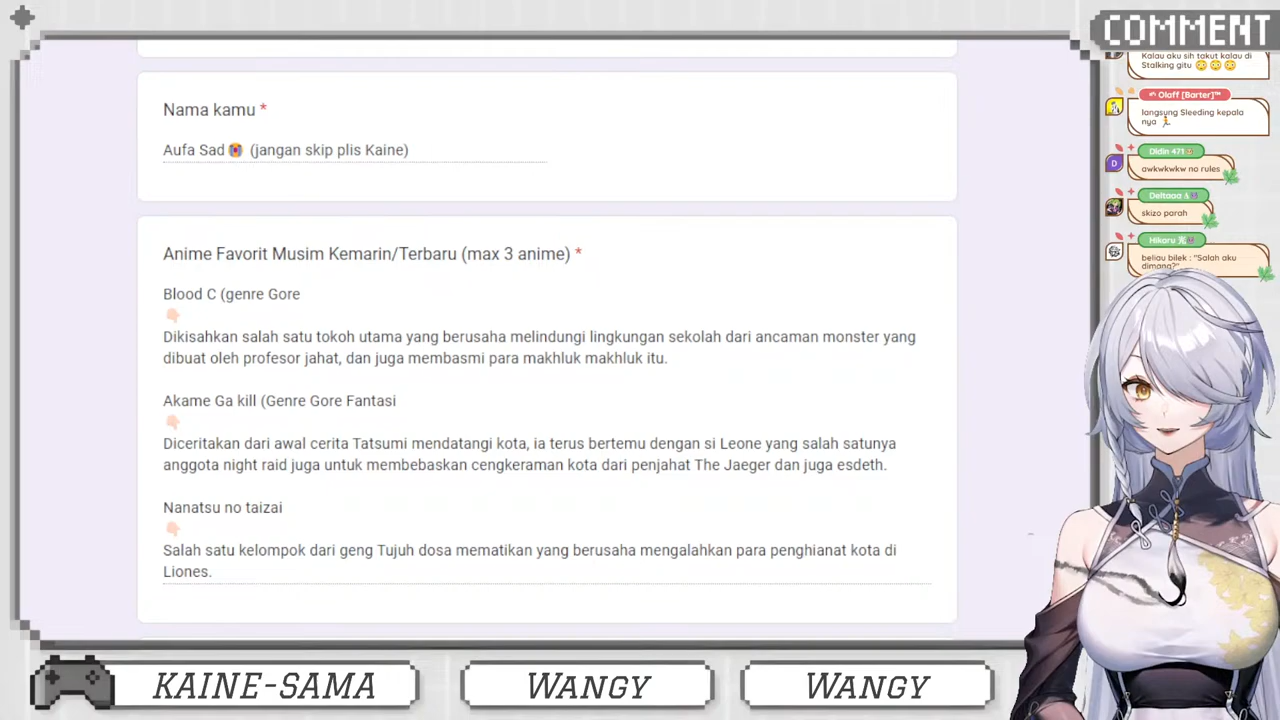 COMMENT
Kalau aku sih takut kalau di
Stalking gitu 😳😳😳
Olaff [Barter]™
langsung Sleeding kepala
nya 🏃
Didin 471
awkwkwkw no rules
D
Deltaaa Δ
skizo parah
Hikaru 光
beliau bilek : "Salah aku
dimana?"
Nama kamu *
Aufa Sad (jangan skip plis Kaine)
Anime Favorit Musim Kemarin/Terbaru (max 3 anime) *
Blood C (genre Gore
👇🏻
Dikisahkan salah satu tokoh utama yang berusaha melindungi lingkungan sekolah dari ancaman monster yang
dibuat oleh profesor jahat, dan juga membasmi para makhluk makhluk itu.
Akame Ga kill (Genre Gore Fantasi
👇🏻
Diceritakan dari awal cerita Tatsumi mendatangi kota, ia terus bertemu dengan si Leone yang salah satunya
anggota night raid juga untuk membebaskan cengkeraman kota dari penjahat The Jaeger dan juga esdeth.
Nanatsu no taizai
👇🏻
Salah satu kelompok dari geng Tujuh dosa mematikan yang berusaha mengalahkan para penghianat kota di
Liones.
KAINE-SAMA
WANGY
WANGY